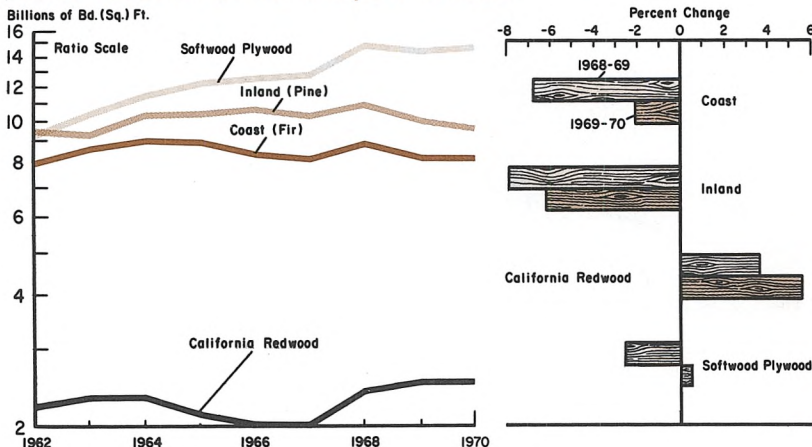 Billions of Bd. (Sq.) Ft.
16
14
12
10
8
6
4
2
Ratio Scale
Softwood Plywood
Inland (Pine)
Coast (Fir)
California Redwood
1962
1964
1966
1968
1970
Percent Change
-8 -6 -4 -2 0 2 4 6
1968-69
1969-70
Coast
Inland
California Redwood
Softwood Plywood